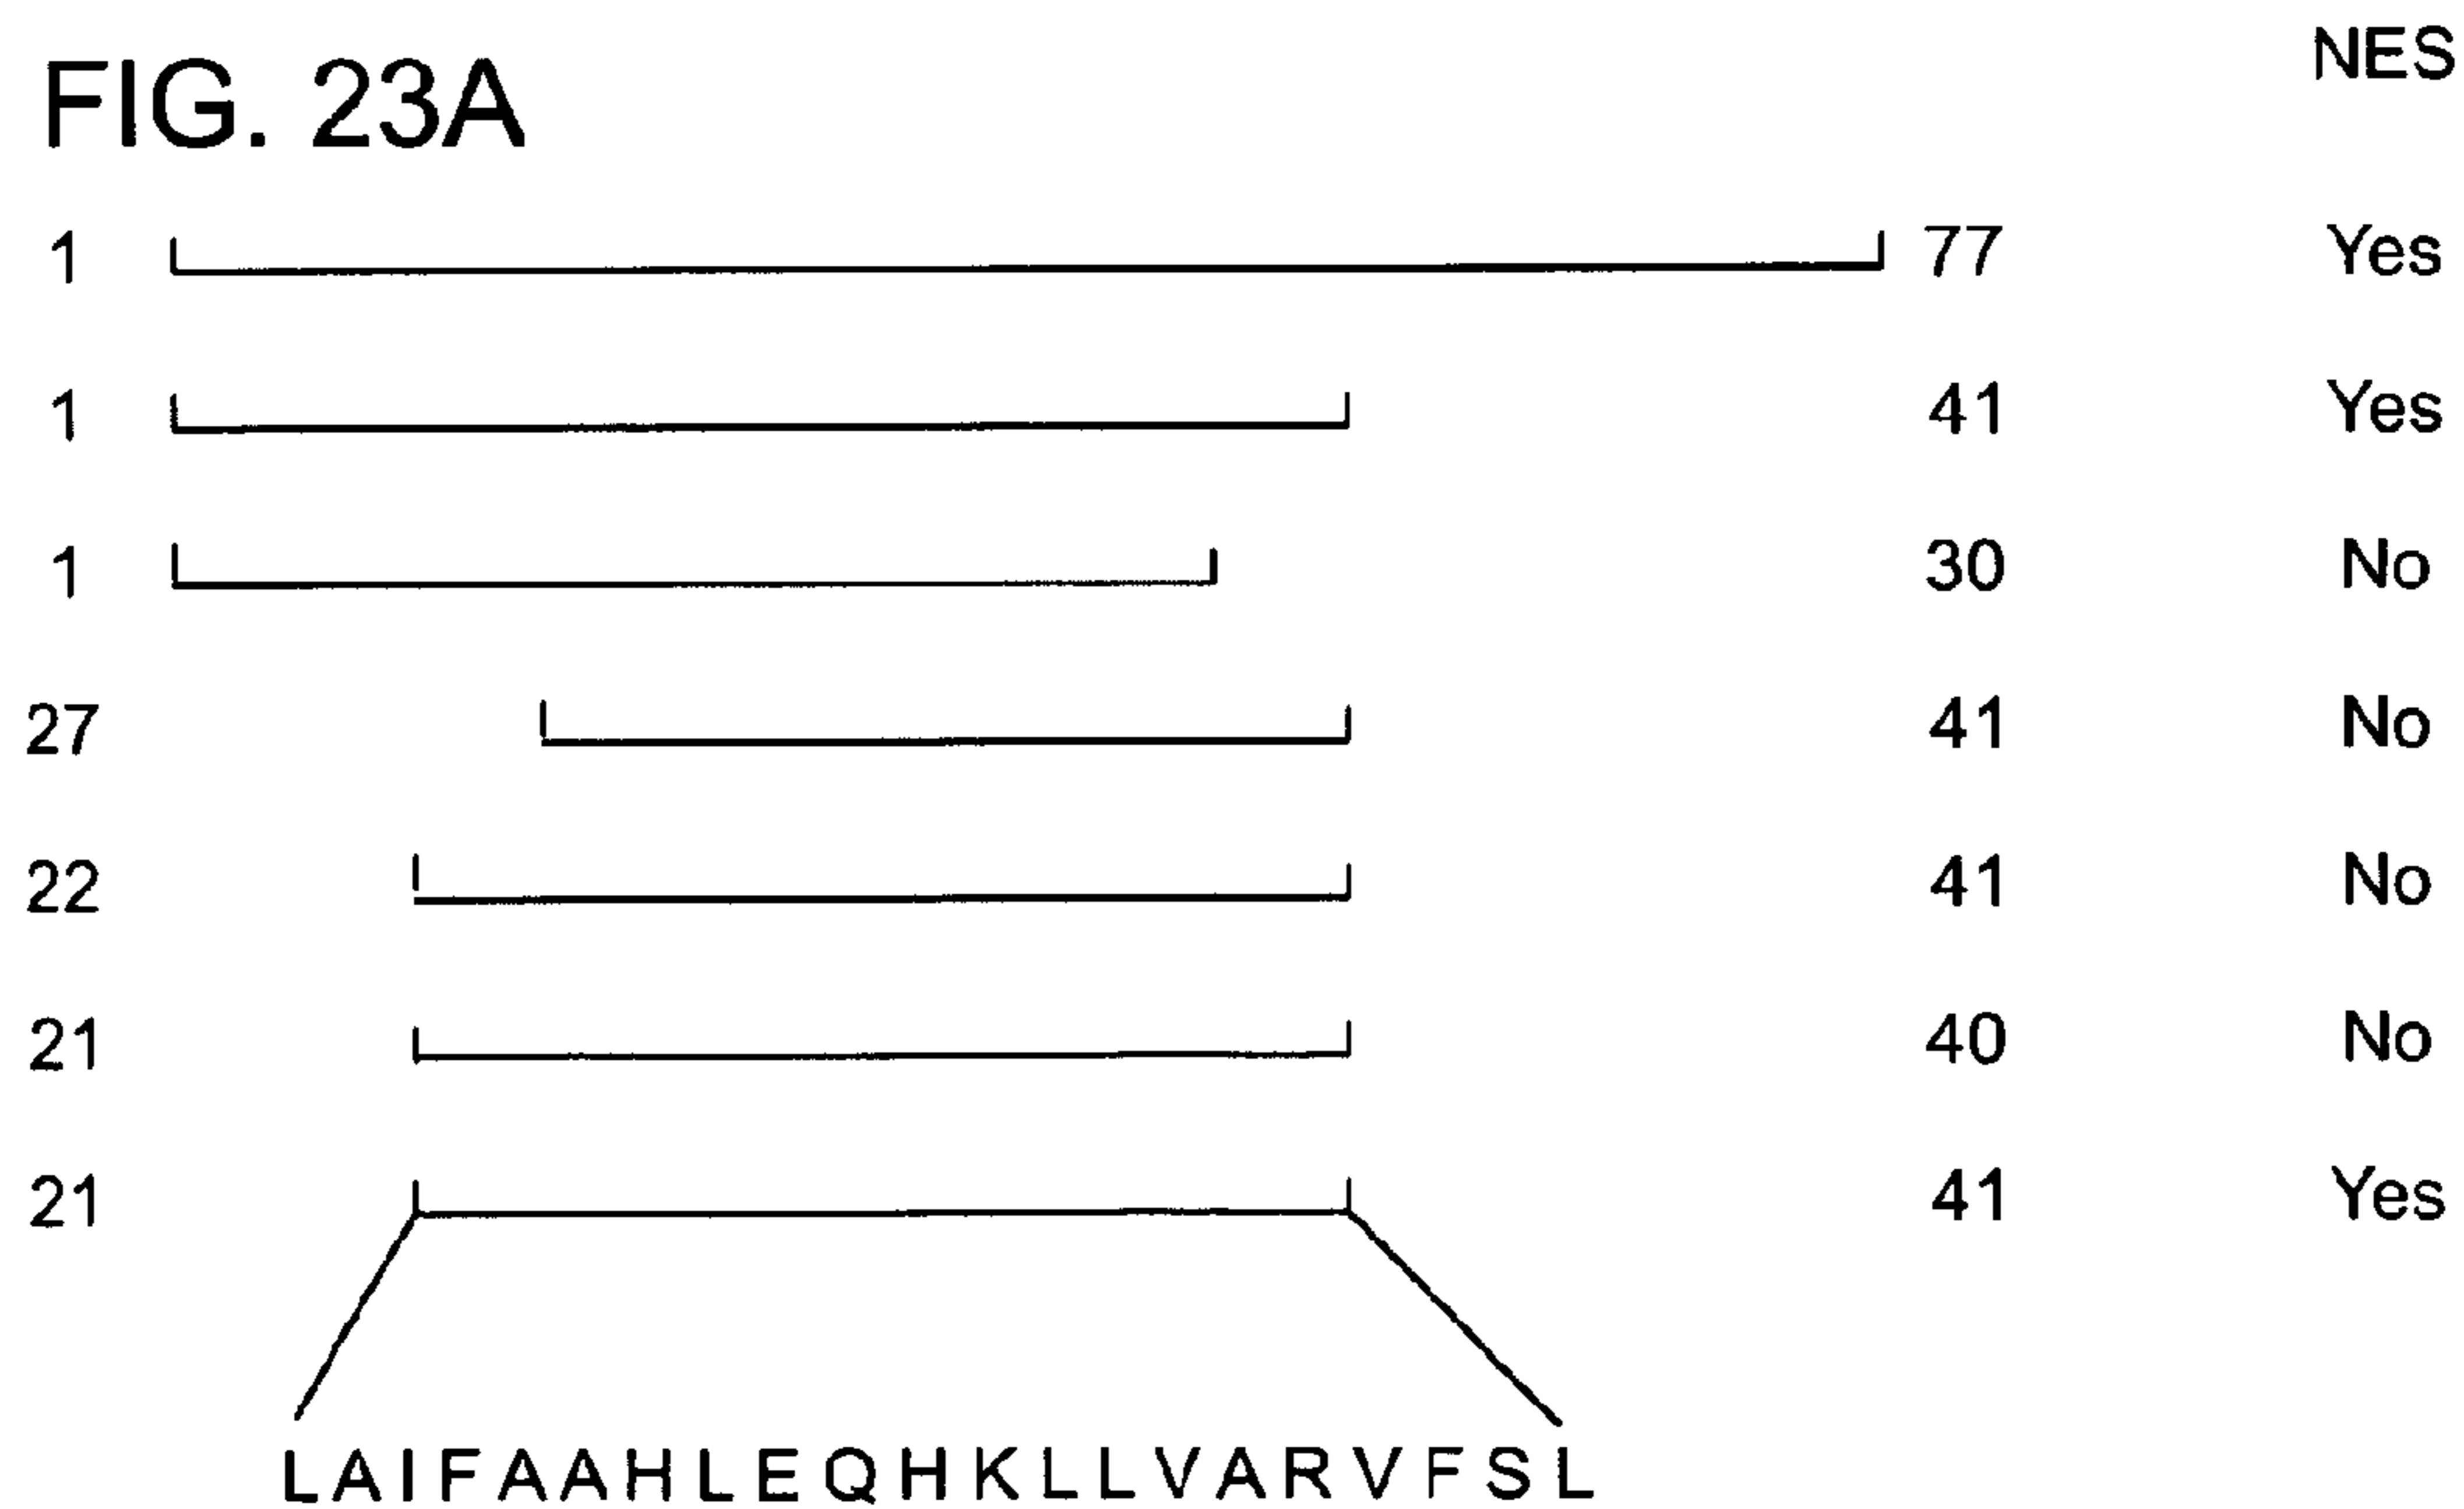 NES
FIG. 23A
1 77 Yes
1 41 Yes
1 30 No
27 41 No
22 41 No
21 40 No
21 41 Yes
LAIFAAHLEQHKLLVARVFSL